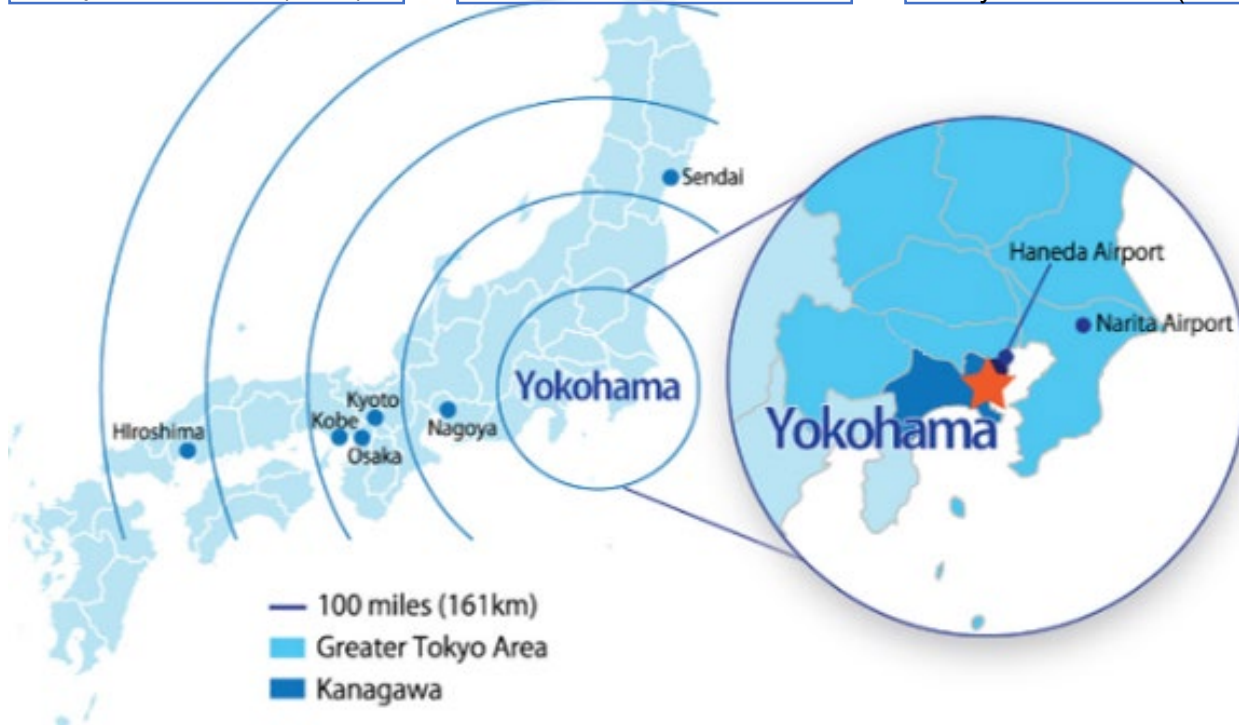 Sendai
Haneda Airport
Narita Airport
Yokohama
Kyoto
Kobe
Hiroshima
Nagoya
Osaka
Yokohama
100 miles (161km)
Greater Tokyo Area
Kanagawa